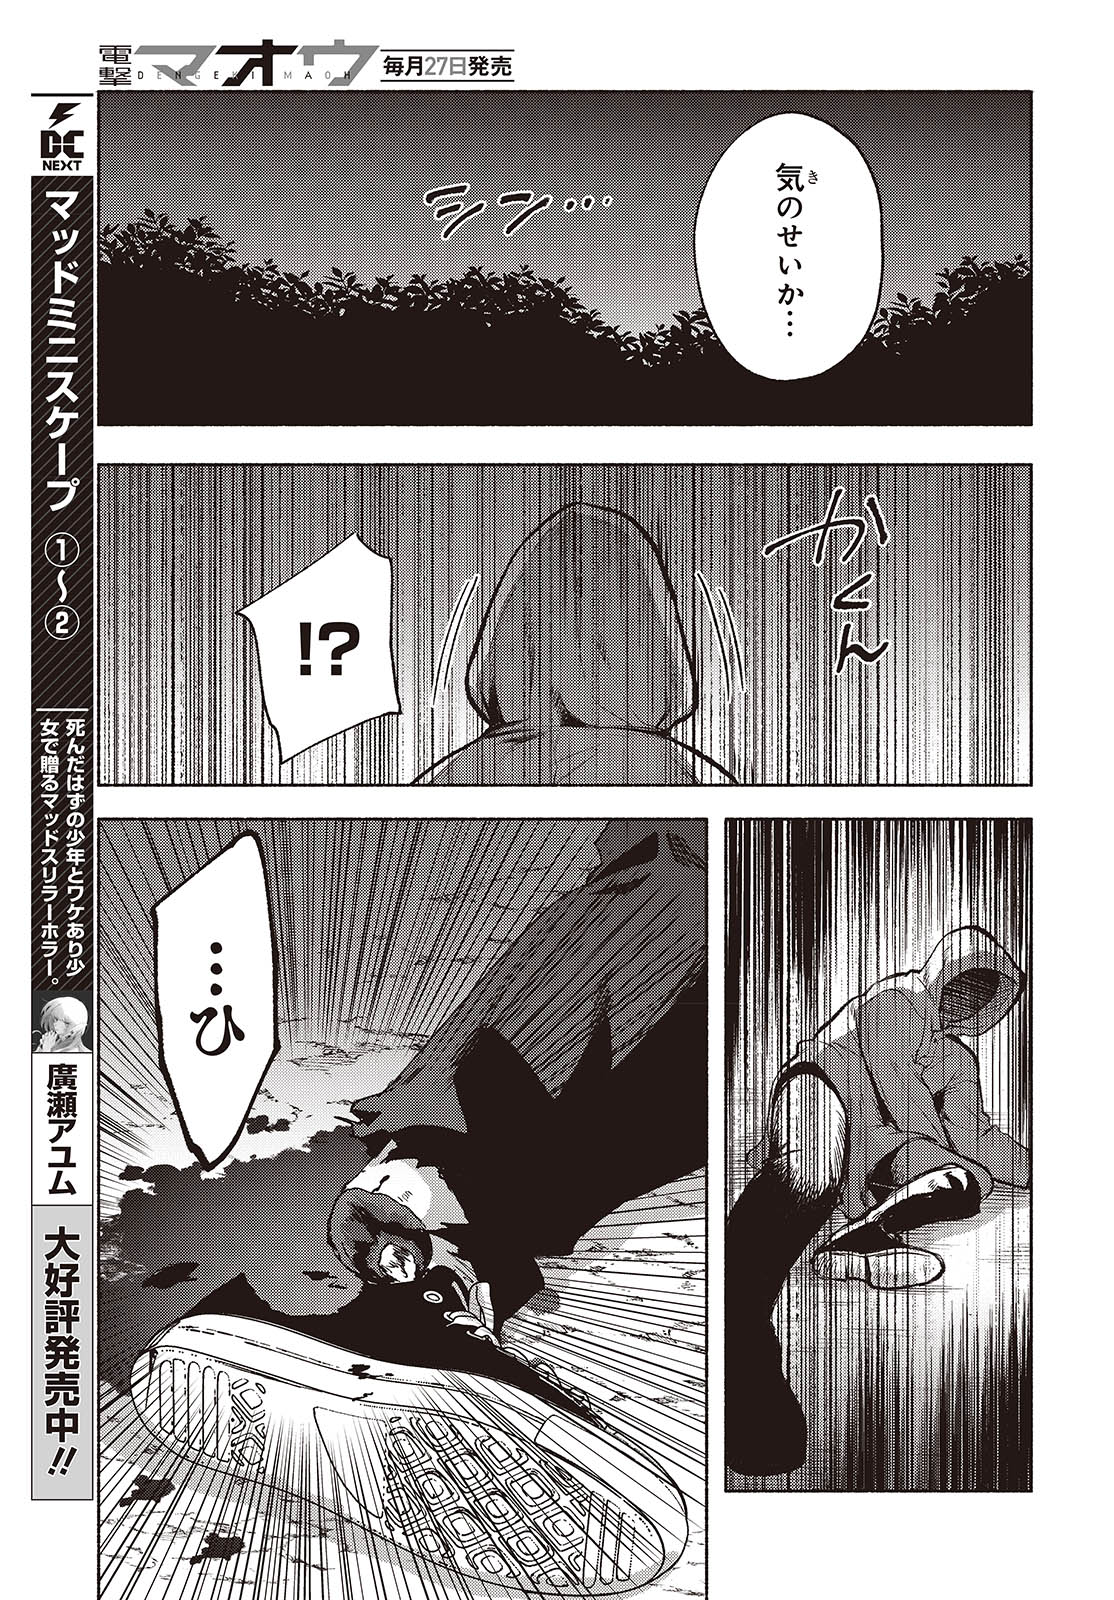 電撃マオウ
DENGEKI MAOH
毎月27日発売
気のせいか…
き
シン…
かくん
!?
…ひ
DC
NEXT
マッドミニスケープ ①〜②
死んだはずの少年とワケあり少
女で贈るマッドスリラーホラー。
廣瀬アユム
大好評発売中!!